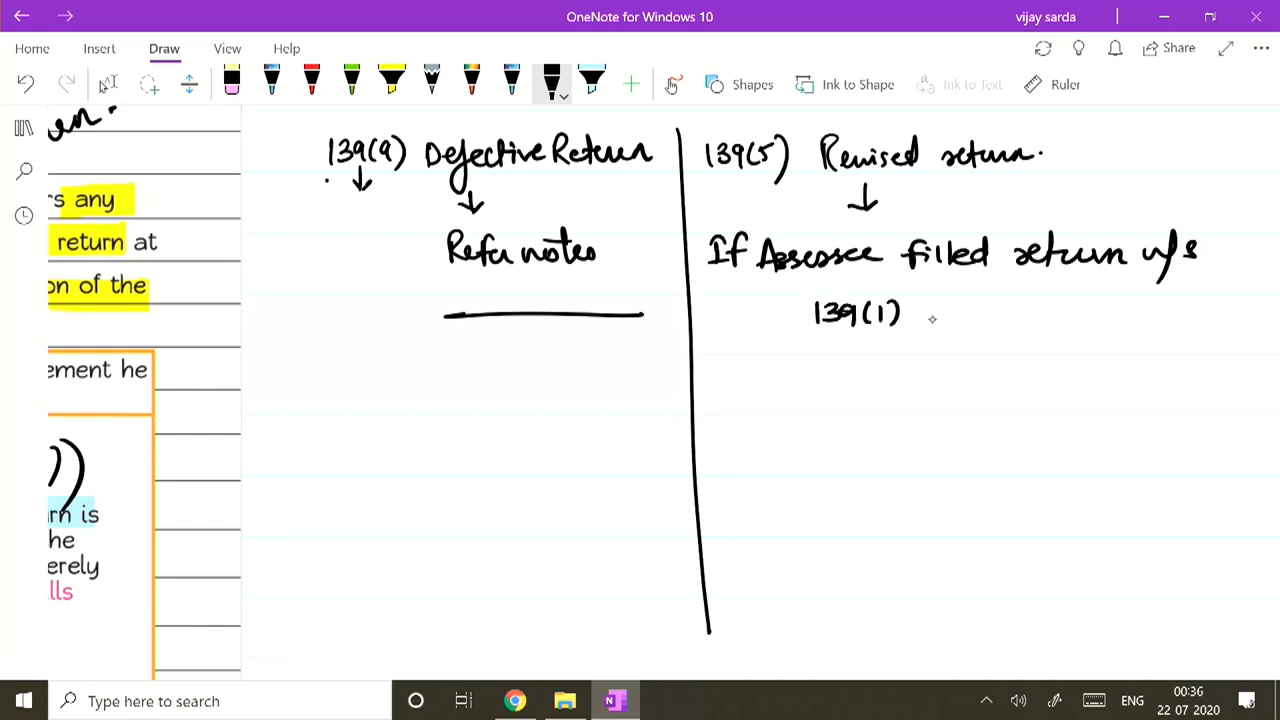 OneNote for Windows 10
vijay sarda
Home Insert Draw View Help
Share
Shapes
Ink to Shape
Ink to Text
Ruler
en.
s any
return at
on of the
ement he
))
rn is
he
erely
lls
139(9) Defective Return
Refer notes
139(5) Revised return.
If Assessee filled return u/s
139(1)
Type here to search
ENG
00:36
22-07-2020